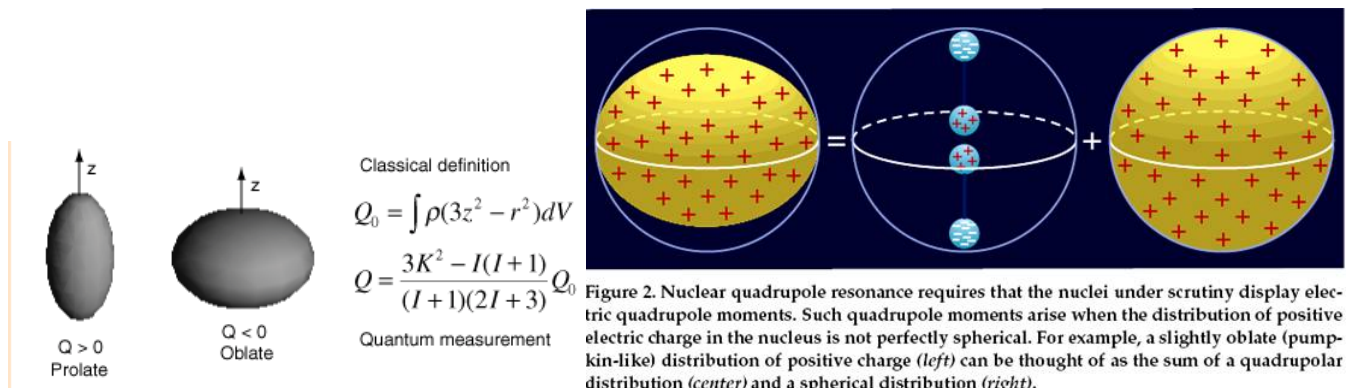 z
Q > 0
Prolate
z
Q < 0
Oblate
Classical definition
Q₀ = ∫ρ(3z² − r²)dV
Q = \frac{3K² − I(I + 1)}{(I + 1)(2I + 3)} Q₀
Quantum measurement
=
+
Figure 2. Nuclear quadrupole resonance requires that the nuclei under scrutiny display elec-
tric quadrupole moments. Such quadrupole moments arise when the distribution of positive
electric charge in the nucleus is not perfectly spherical. For example, a slightly oblate (pump-
kin-like) distribution of positive charge (left) can be thought of as the sum of a quadrupolar
distribution (center) and a spherical distribution (right).